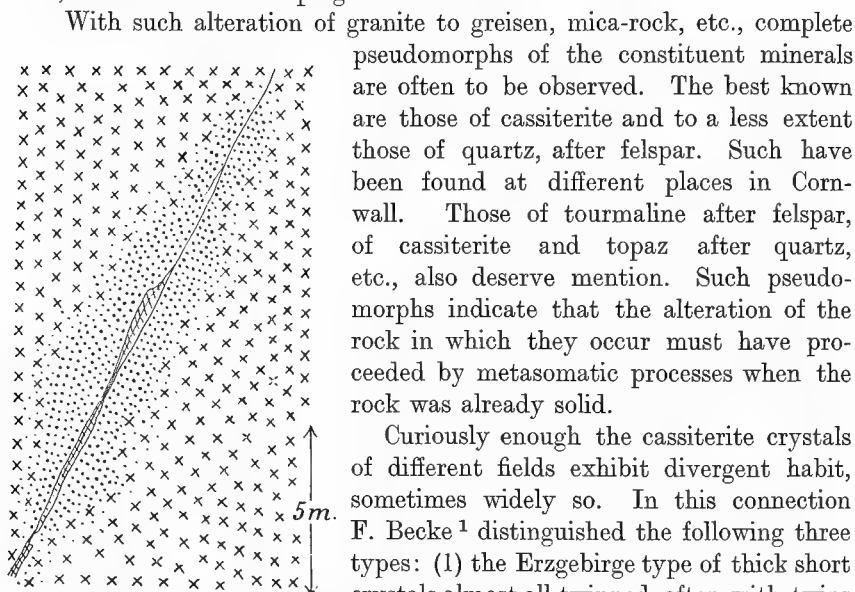 With such alteration of granite to greisen, mica-rock, etc., complete
pseudomorphs of the constituent minerals
are often to be observed. The best known
are those of cassiterite and to a less extent
those of quartz, after felspar. Such have
been found at different places in Corn-
wall. Those of tourmaline after felspar,
of cassiterite and topaz after quartz,
etc., also deserve mention. Such pseudo-
morphs indicate that the alteration of the
rock in which they occur must have pro-
ceeded by metasomatic processes when the
rock was already solid.
Curiously enough the cassiterite crystals
of different fields exhibit divergent habit,
sometimes widely so. In this connection
F. Becke 1 distinguished the following three
types: (1) the Erzgebirge type of thick short
5m.